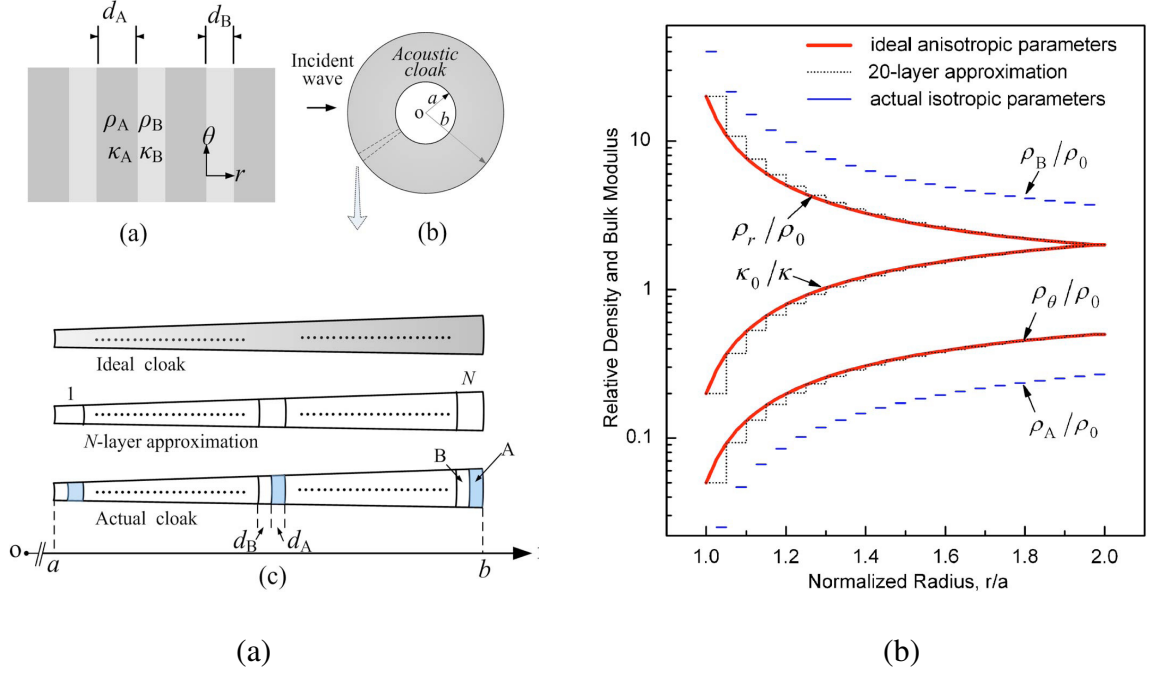 d_A
d_B
ρ_A
ρ_B
κ_A
κ_B
θ
r
(a)
Incident
wave
Acoustic
cloak
a
o
b
(b)
Ideal cloak
1
N
N-layer approximation
B
A
Actual cloak
d_B
d_A
o
a
b
(c)
(a)
ideal anisotropic parameters
20-layer approximation
actual isotropic parameters
Relative Density and Bulk Modulus
10
1
0.1
ρ_B/ρ_0
ρ_r/ρ_0
κ_0/κ
ρ_θ/ρ_0
ρ_A/ρ_0
1.0 1.2 1.4 1.6 1.8 2.0
Normalized Radius, r/a
(b)